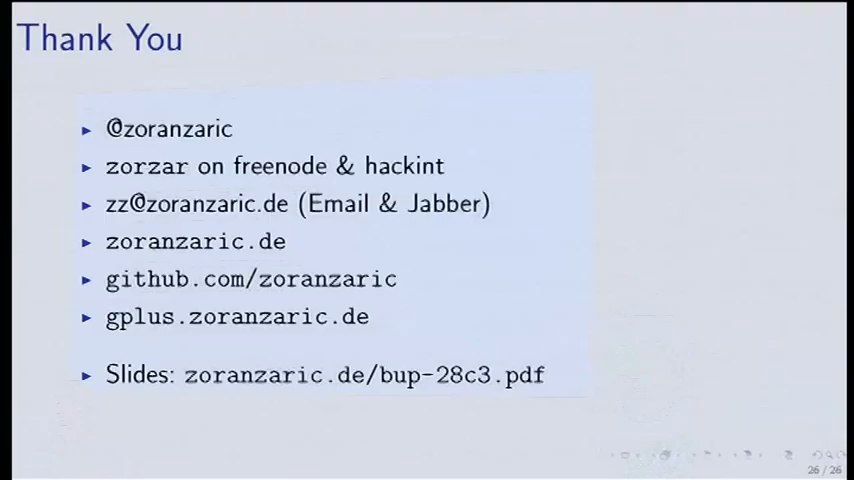 Thank You
@zoranzaric
zorzar on freenode & hackint
zz@zoranzaric.de (Email & Jabber)
zoranzaric.de
github.com/zoranzaric
gplus.zoranzaric.de
Slides: zoranzaric.de/bup-28c3.pdf
26 / 26